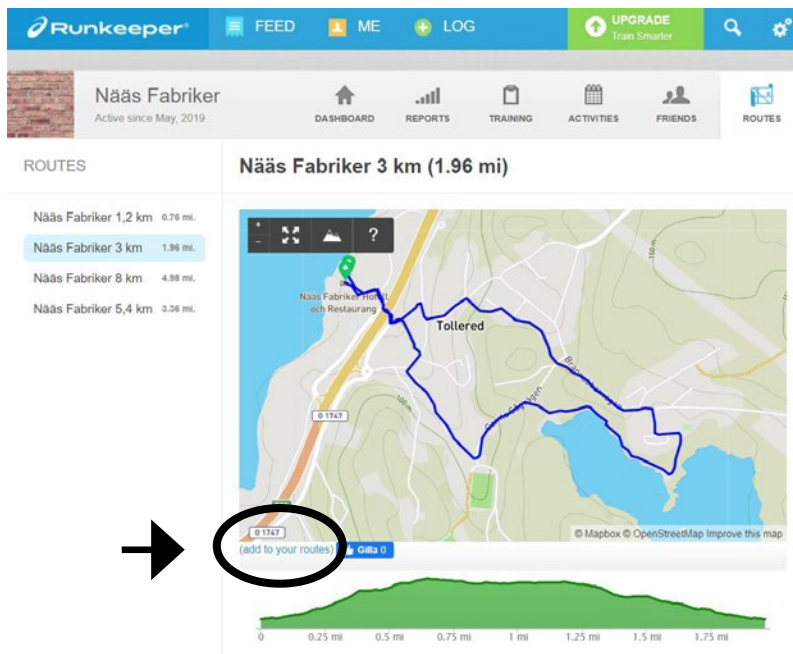 Runkeeper®
FEED
ME
LOG
UPGRADE
Train Smarter
Nääs Fabriker
Active since May, 2019
DASHBOARD
REPORTS
TRAINING
ACTIVITIES
FRIENDS
ROUTES
ROUTES
Nääs Fabriker 1,2 km 0.76 mi.
Nääs Fabriker 3 km 1.96 mi.
Nääs Fabriker 8 km 4.98 mi.
Nääs Fabriker 5,4 km 3.36 mi.
Nääs Fabriker 3 km (1.96 mi)
+
-
?
Nääs Fabriker Hotell
och Restaurang
Tollered
150 m
100 m
O 1747
O 1747
© Mapbox © OpenStreetMap Improve this map
(add to your routes)
Gilla 0
0 0.25 mi 0.5 mi 0.75 mi 1 mi 1.25 mi 1.5 mi 1.75 mi